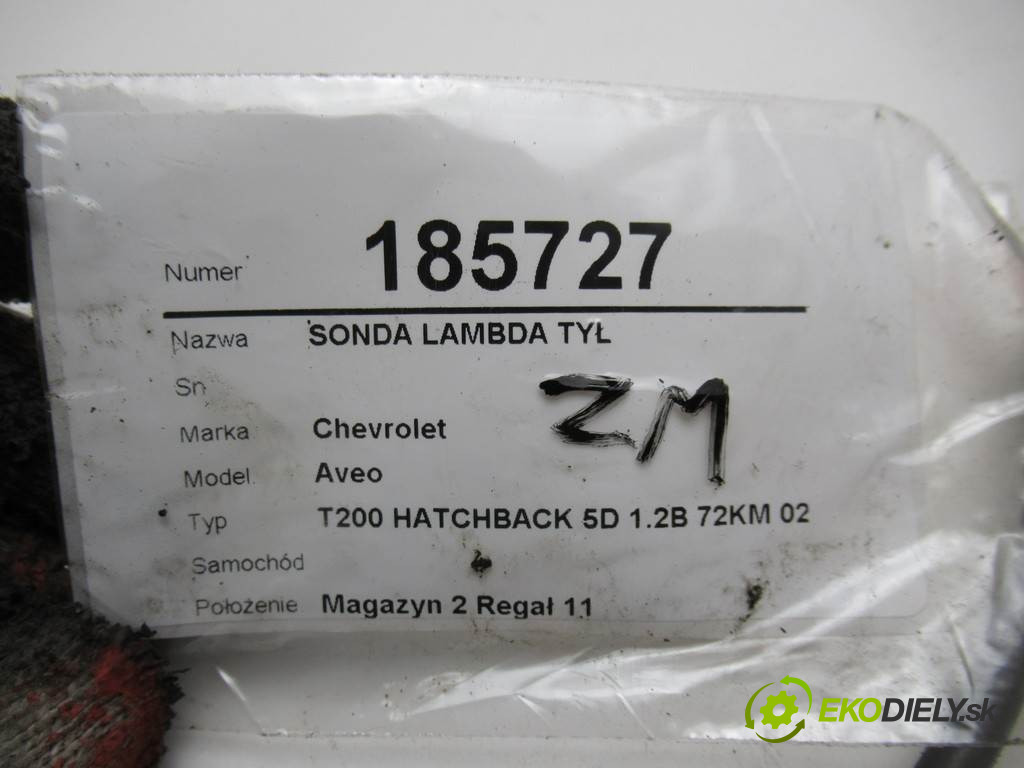 Numer 185727
Nazwa SONDA LAMBDA TYŁ
Sn
ZM
Marka Chevrolet
Model Aveo
Typ T200 HATCHBACK 5D 1.2B 72KM 02
Samochód
Położenie Magazyn 2 Regał 11
EKODIELY.sk